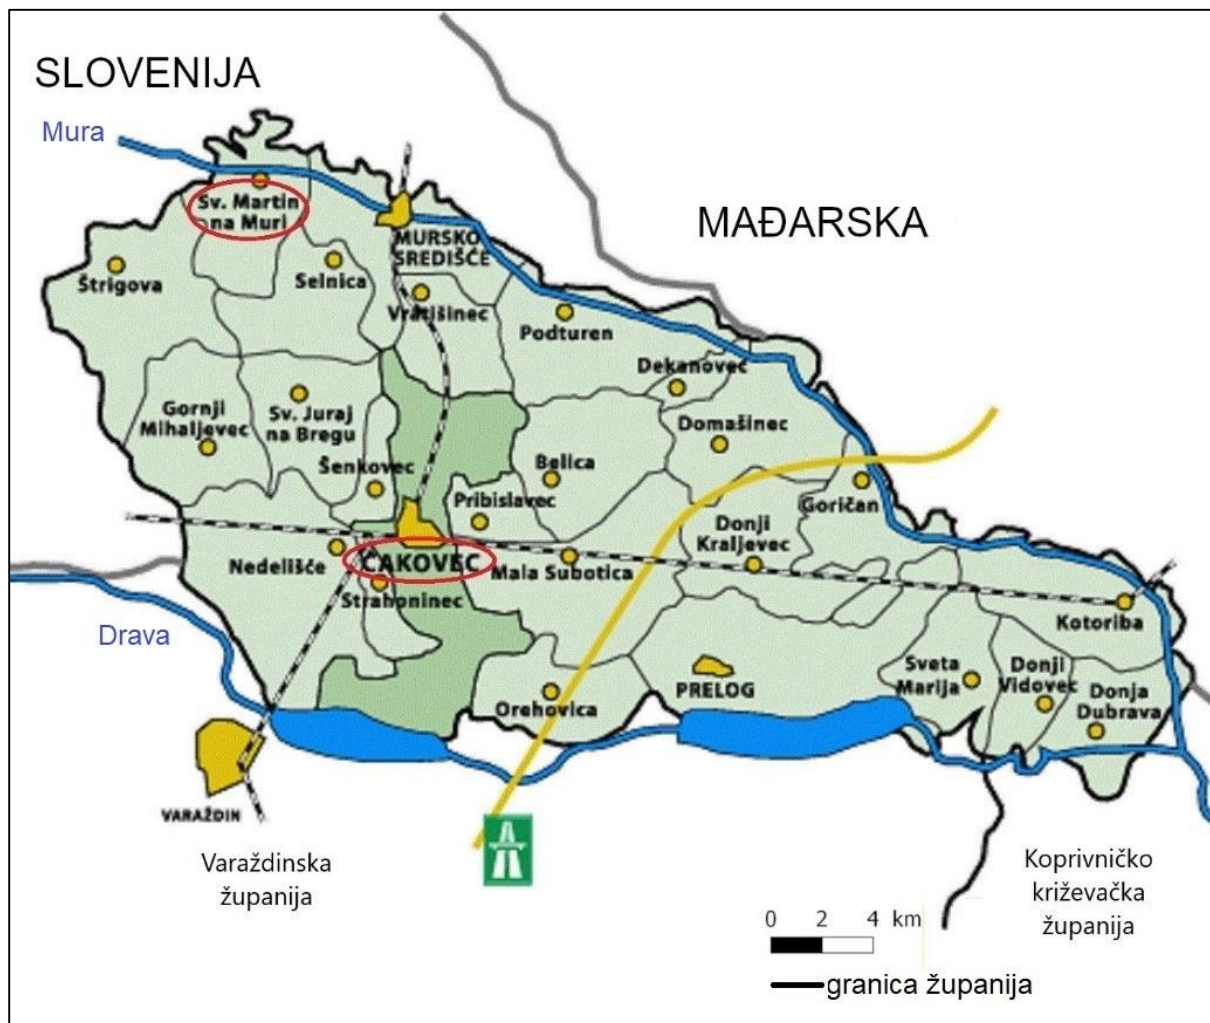 SLOVENIJA
Mura
Sv. Martin
na Muri
MAĐARSKA
MURSKO
SREDIŠĆE
Štrigova
Selnica
Vratišinec
Podturen
Dekanovec
Gornji
Mihaljevec
Sv. Juraj
na Bregu
Domašinec
Šenkovec
Belica
Pribislavec
Goričan
Donji
Kraljevec
Nedelišće
ČAKOVEC
Mala Subotica
Strahoninec
Kotoriba
Drava
Sveta
Marija
Donji
Vidovec
PRELOG
Donja
Dubrava
Orehovica
VARAŽDIN
Varaždinska
županija
Koprivničko
križevačka
županija
0 2 4 km
granica županija